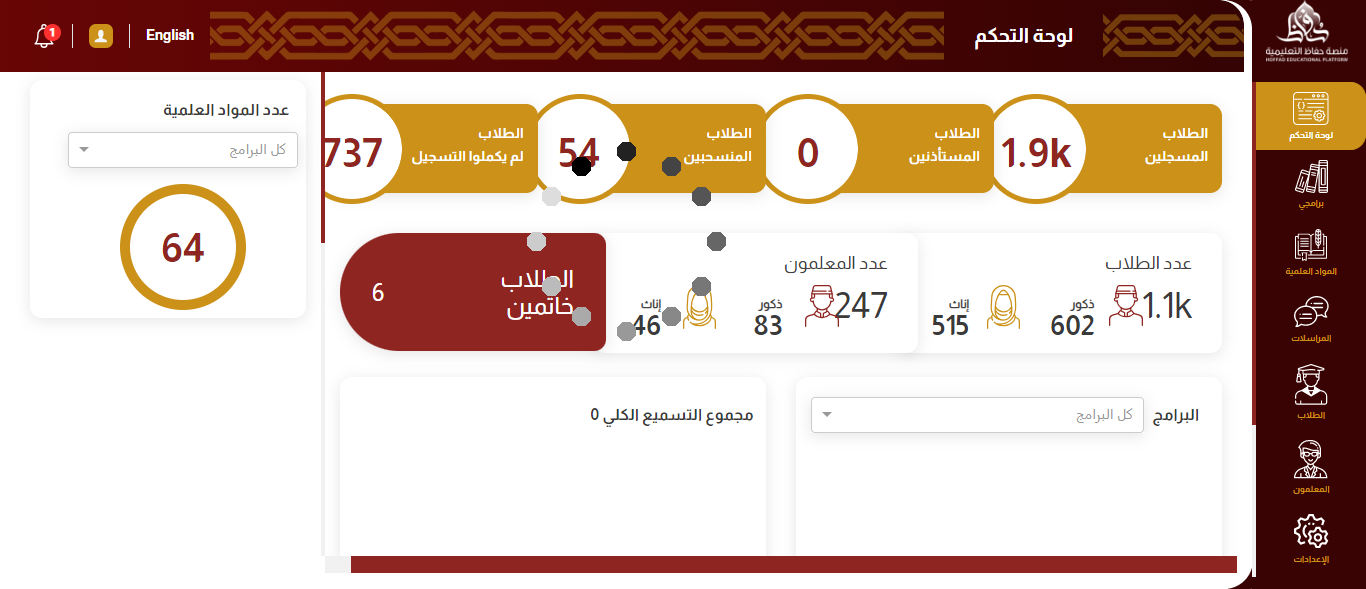 منصة حفاظ التعليمية
HOFFAD EDUCATIONAL PLATFORM
لوحة التحكم
English
1
لوحة التحكم
برامجي
المواد العلمية
المراسلات
الطلاب
المعلمون
الإعدادات
الطلاب
المسجلين
1.9k
الطلاب
المستأذنين
0
الطلاب
المنسحبين
54
الطلاب
لم يكملوا التسجيل
737
عدد الطلاب
1.1k
ذكور
602
إناث
515
عدد المعلمون
247
ذكور
83
إناث
46
الطلاب
خاتمين
6
البرامج
كل البرامج
مجموع التسميع الكلي 0
عدد المواد العلمية
كل البرامج
64